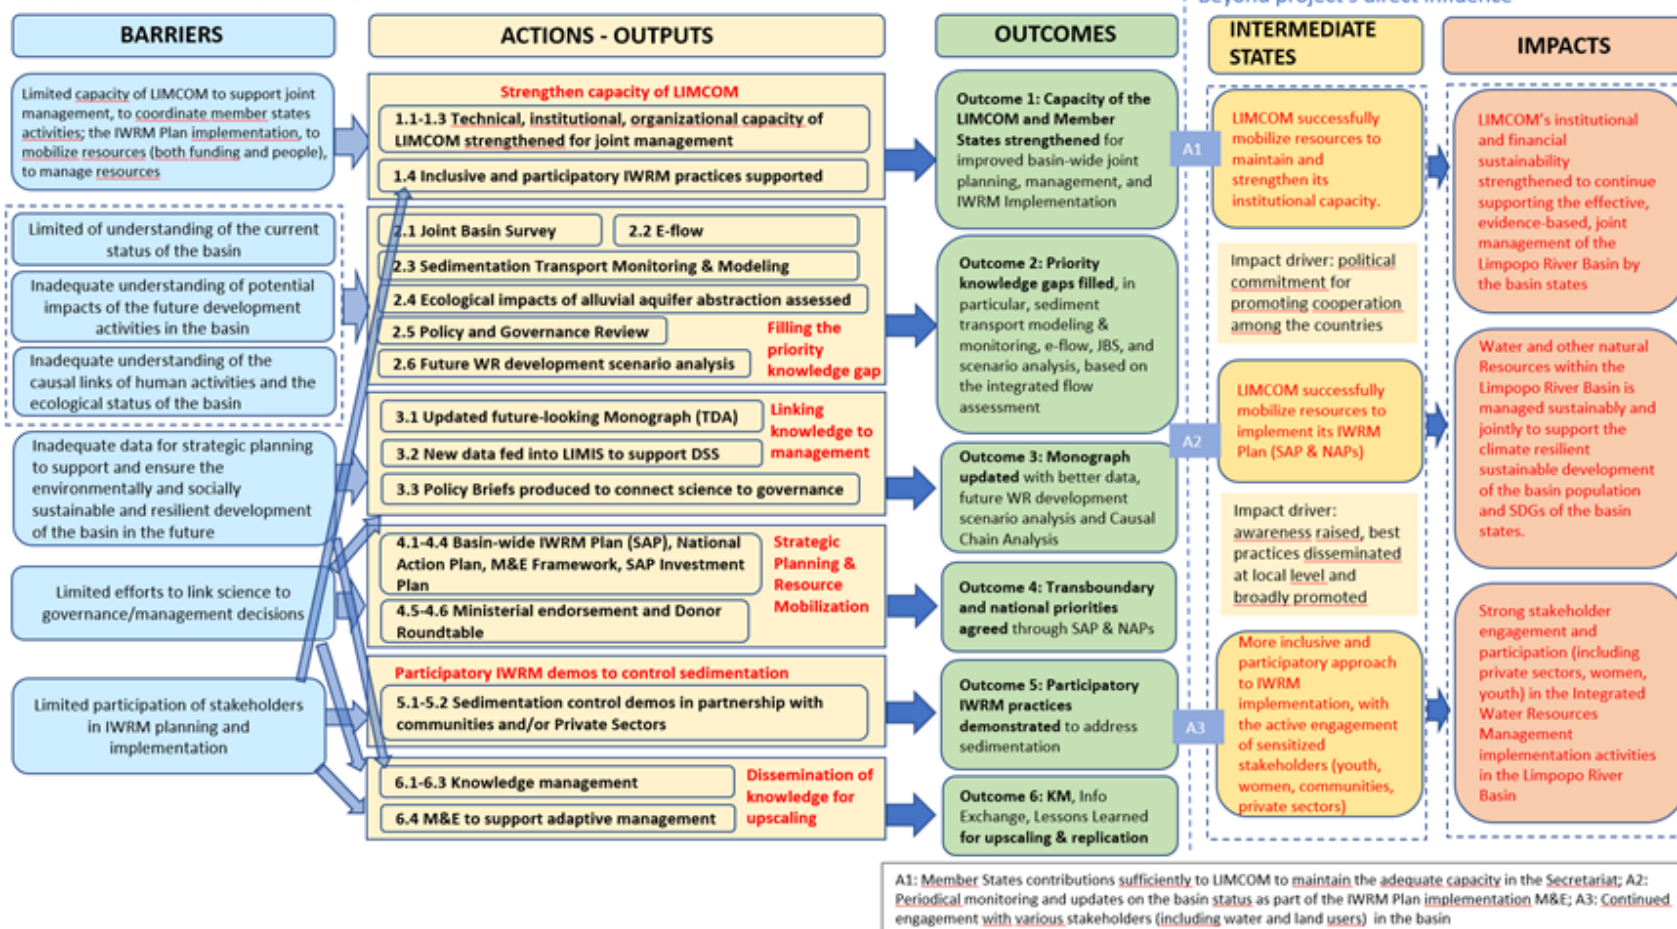 Beyond project's direct influence
BARRIERS
ACTIONS - OUTPUTS
OUTCOMES
INTERMEDIATE
STATES
IMPACTS
Limited capacity of LIMCOM to support joint
management, to coordinate member states
activities; the IWRM Plan implementation, to
mobilize resources (both funding and people),
to manage resources
Limited of understanding of the current
status of the basin
Inadequate understanding of potential
impacts of the future development
activities in the basin
Inadequate understanding of the
causal links of human activities and the
ecological status of the basin
Inadequate data for strategic planning
to support and ensure the
environmentally and socially
sustainable and resilient development
of the basin in the future
Limited efforts to link science to
governance/management decisions
Limited participation of stakeholders
in IWRM planning and
implementation
Strengthen capacity of LIMCOM
1.1-1.3 Technical, institutional, organizational capacity of
LIMCOM strengthened for joint management
1.4 Inclusive and participatory IWRM practices supported
2.1 Joint Basin Survey
2.2 E-flow
2.3 Sedimentation Transport Monitoring & Modeling
2.4 Ecological impacts of alluvial aquifer abstraction assessed
2.5 Policy and Governance Review
2.6 Future WR development scenario analysis
Filling the
priority
knowledge gap
3.1 Updated future-looking Monograph (TDA)
3.2 New data fed into LIMIS to support DSS
3.3 Policy Briefs produced to connect science to governance
Linking
knowledge to
management
4.1-4.4 Basin-wide IWRM Plan (SAP), National
Action Plan, M&E Framework, SAP Investment
Plan
4.5-4.6 Ministerial endorsement and Donor
Roundtable
Strategic
Planning &
Resource
Mobilization
Participatory IWRM demos to control sedimentation
5.1-5.2 Sedimentation control demos in partnership with
communities and/or Private Sectors
6.1-6.3 Knowledge management
6.4 M&E to support adaptive management
Dissemination of
knowledge for
upscaling
Outcome 1: Capacity of the
LIMCOM and Member
States strengthened for
improved basin-wide joint
planning, management, and
IWRM Implementation
Outcome 2: Priority
knowledge gaps filled, in
particular, sediment
transport modeling &
monitoring, e-flow, JBS, and
scenario analysis, based on
the integrated flow
assessment
Outcome 3: Monograph
updated with better data,
future WR development
scenario analysis and Causal
Chain Analysis
Outcome 4: Transboundary
and national priorities
agreed through SAP & NAPs
Outcome 5: Participatory
IWRM practices
demonstrated to address
sedimentation
Outcome 6: KM, Info
Exchange, Lessons Learned
for upscaling & replication
A1
A2
A3
LIMCOM successfully
mobilize resources to
maintain and
strengthen its
institutional capacity.
Impact driver: political
commitment for
promoting cooperation
among the countries
LIMCOM successfully
mobilize resources to
implement its IWRM
Plan (SAP & NAPs)
Impact driver:
awareness raised, best
practices disseminated
at local level and
broadly promoted
More inclusive and
participatory approach
to IWRM
implementation, with
the active engagement
of sensitized
stakeholders (youth,
women, communities,
private sectors)
LIMCOM's institutional
and financial
sustainability
strengthened to continue
supporting the effective,
evidence-based, joint
management of the
Limpopo River Basin by
the basin states
Water and other natural
Resources within the
Limpopo River Basin is
managed sustainably and
jointly to support the
climate resilient
sustainable development
of the basin population
and SDGs of the basin
states.
Strong stakeholder
engagement and
participation (including
private sectors, women,
youth) in the Integrated
Water Resources
Management
implementation activities
in the Limpopo River
Basin
A1: Member States contributions sufficiently to LIMCOM to maintain the adequate capacity in the Secretariat; A2:
Periodical monitoring and updates on the basin status as part of the IWRM Plan implementation M&E; A3: Continued
engagement with various stakeholders (including water and land users) in the basin